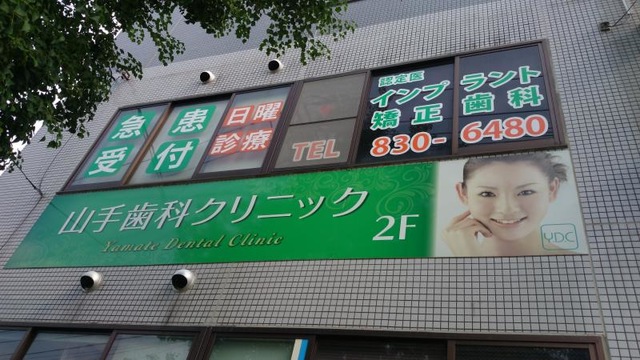 急患
受付
日曜
診療
TEL
認定医
インプラント
矯正歯科
830-6480
山手歯科クリニック
Yamate Dental Clinic
2F
YDC